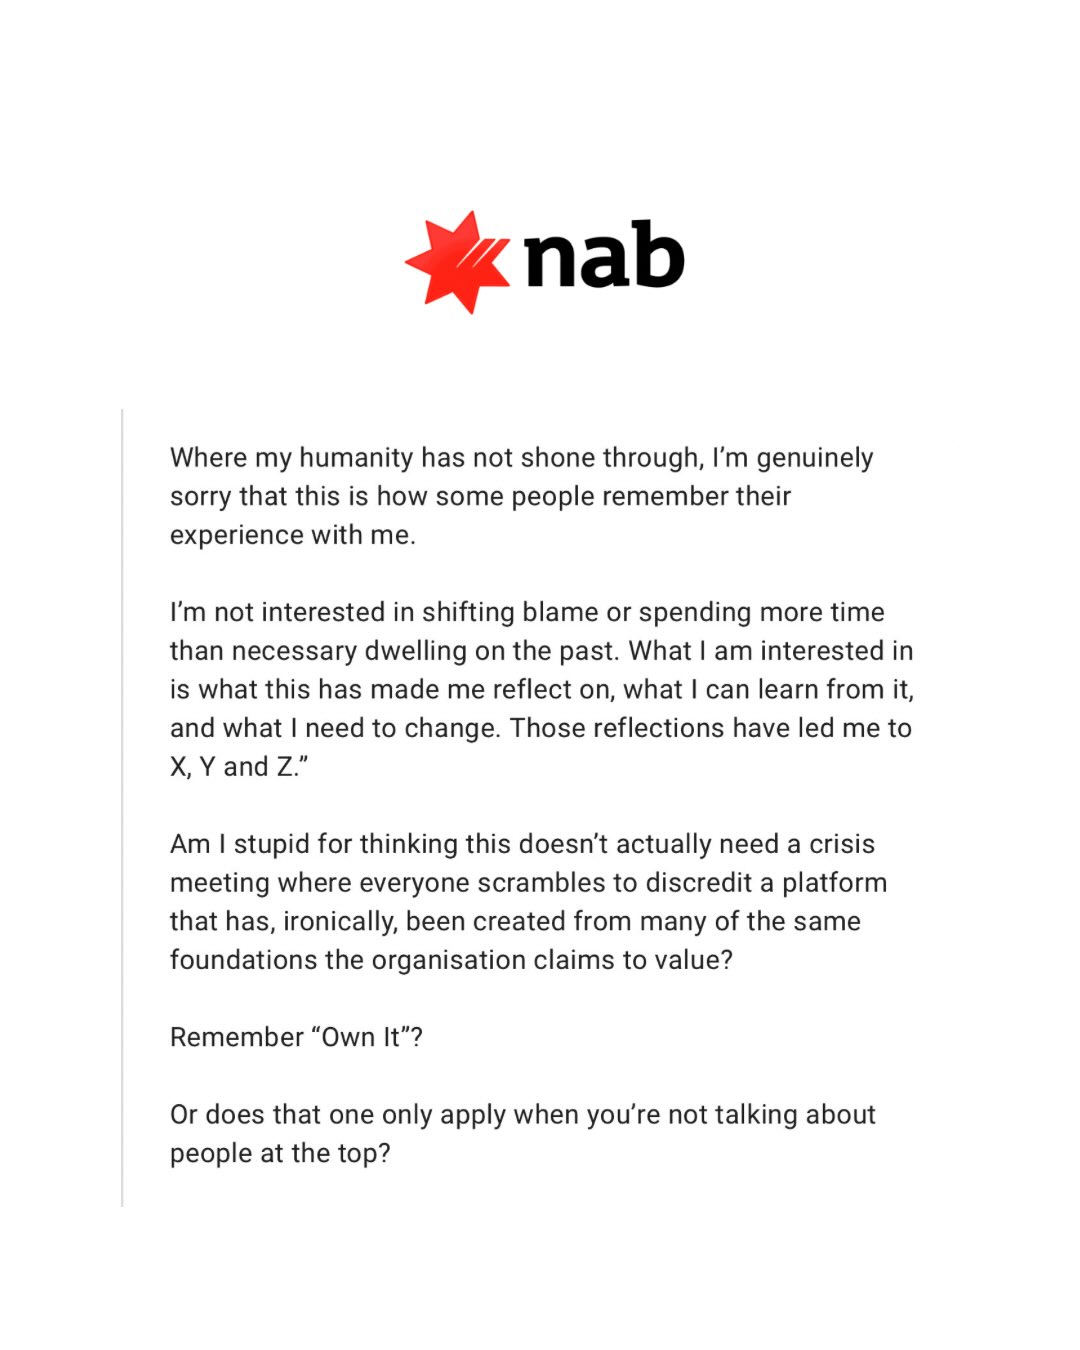 nab
Where my humanity has not shone through, I’m genuinely
sorry that this is how some people remember their
experience with me.
I’m not interested in shifting blame or spending more time
than necessary dwelling on the past. What I am interested in
is what this has made me reflect on, what I can learn from it,
and what I need to change. Those reflections have led me to
X, Y and Z.”
Am I stupid for thinking this doesn’t actually need a crisis
meeting where everyone scrambles to discredit a platform
that has, ironically, been created from many of the same
foundations the organisation claims to value?
Remember “Own It”?
Or does that one only apply when you’re not talking about
people at the top?